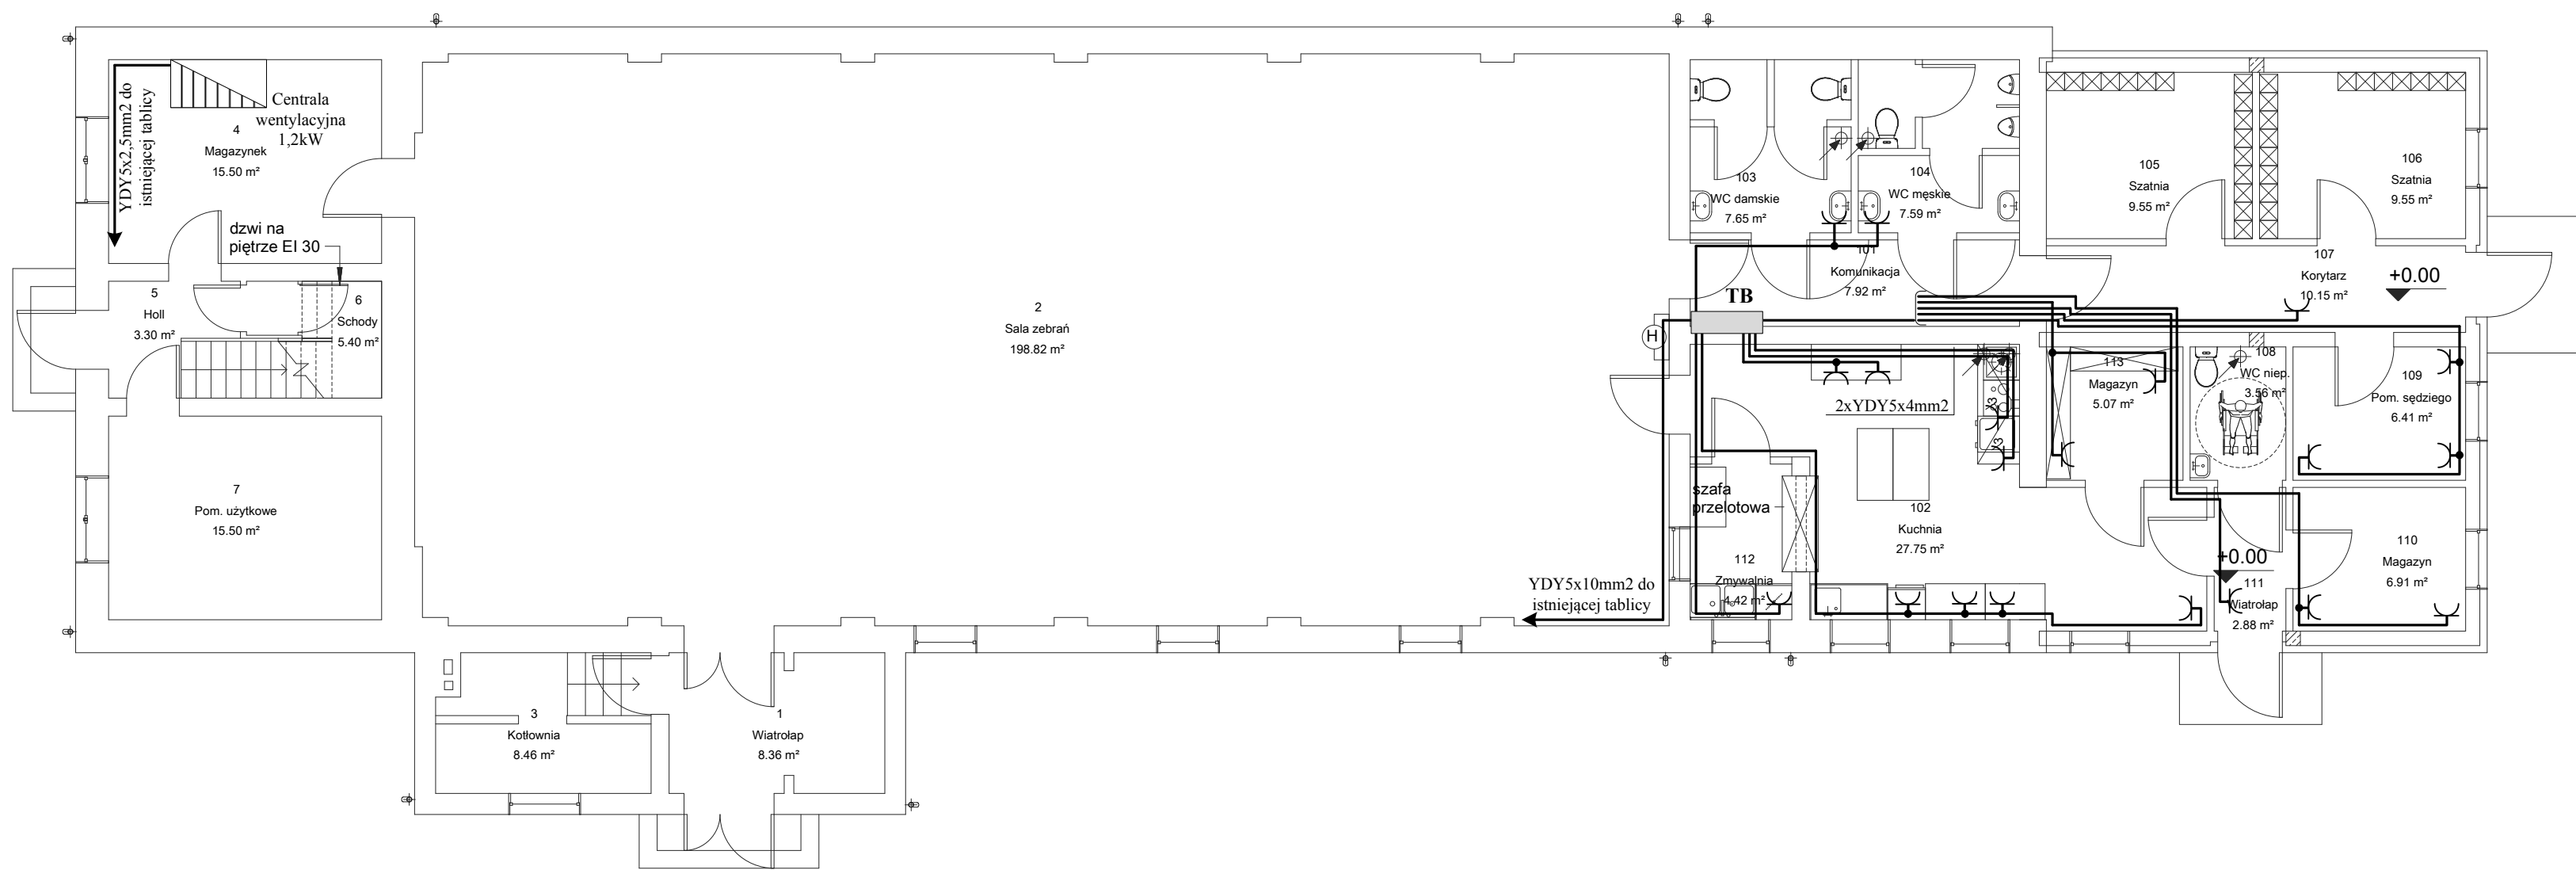 YDY5x2,5mm2 do
istniejącej tablicy
Centrala
wentylacyjna
1,2kW
4
Magazynek
15.50 m²
dzwi na
piętrze EI 30
5
Holl
3.30 m²
6
Schody
5.40 m²
7
Pom. użytkowe
15.50 m²
2
Sala zebrań
198.82 m²
3
Kotłownia
8.46 m²
1
Wiatrołap
8.36 m²
YDY5x10mm2 do
istniejącej tablicy
H
TB
103
WC damskie
7.65 m²
104
WC męskie
7.59 m²
101
Komunikacja
7.92 m²
105
Szatnia
9.55 m²
106
Szatnia
9.55 m²
107
Korytarz
10.15 m²
+0.00
2xYDY5x4mm2
x3
x3
szafa
przelotowa
102
Kuchnia
27.75 m²
112
Zmywalnia
4.42 m²
113
Magazyn
5.07 m²
108
WC niep.
3.56 m²
109
Pom. sędziego
6.41 m²
110
Magazyn
6.91 m²
+0.00
111
Wiatrołap
2.88 m²